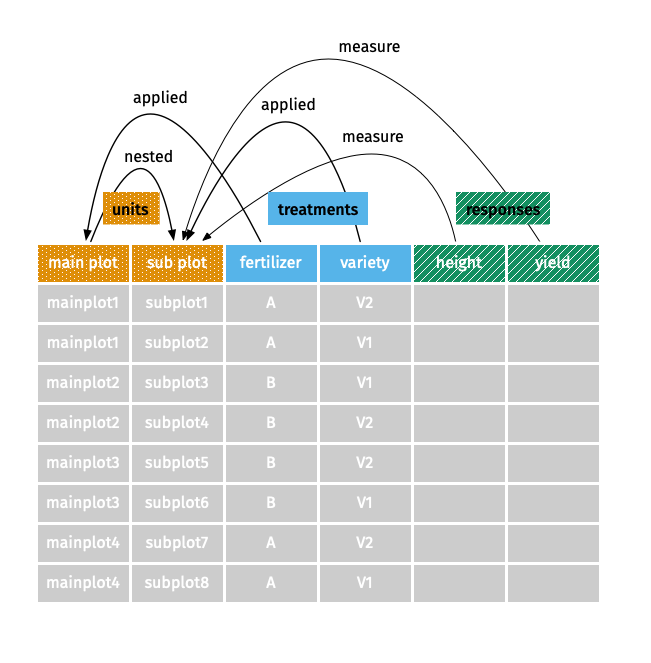 measure
applied
applied
measure
nested
units treatments responses
main plot sub plot fertilizer variety height yield
mainplot1 subplot1 A V2
mainplot1 subplot2 A V1
mainplot2 subplot3 B V1
mainplot2 subplot4 B V2
mainplot3 subplot5 B V2
mainplot3 subplot6 B V1
mainplot4 subplot7 A V2
mainplot4 subplot8 A V1